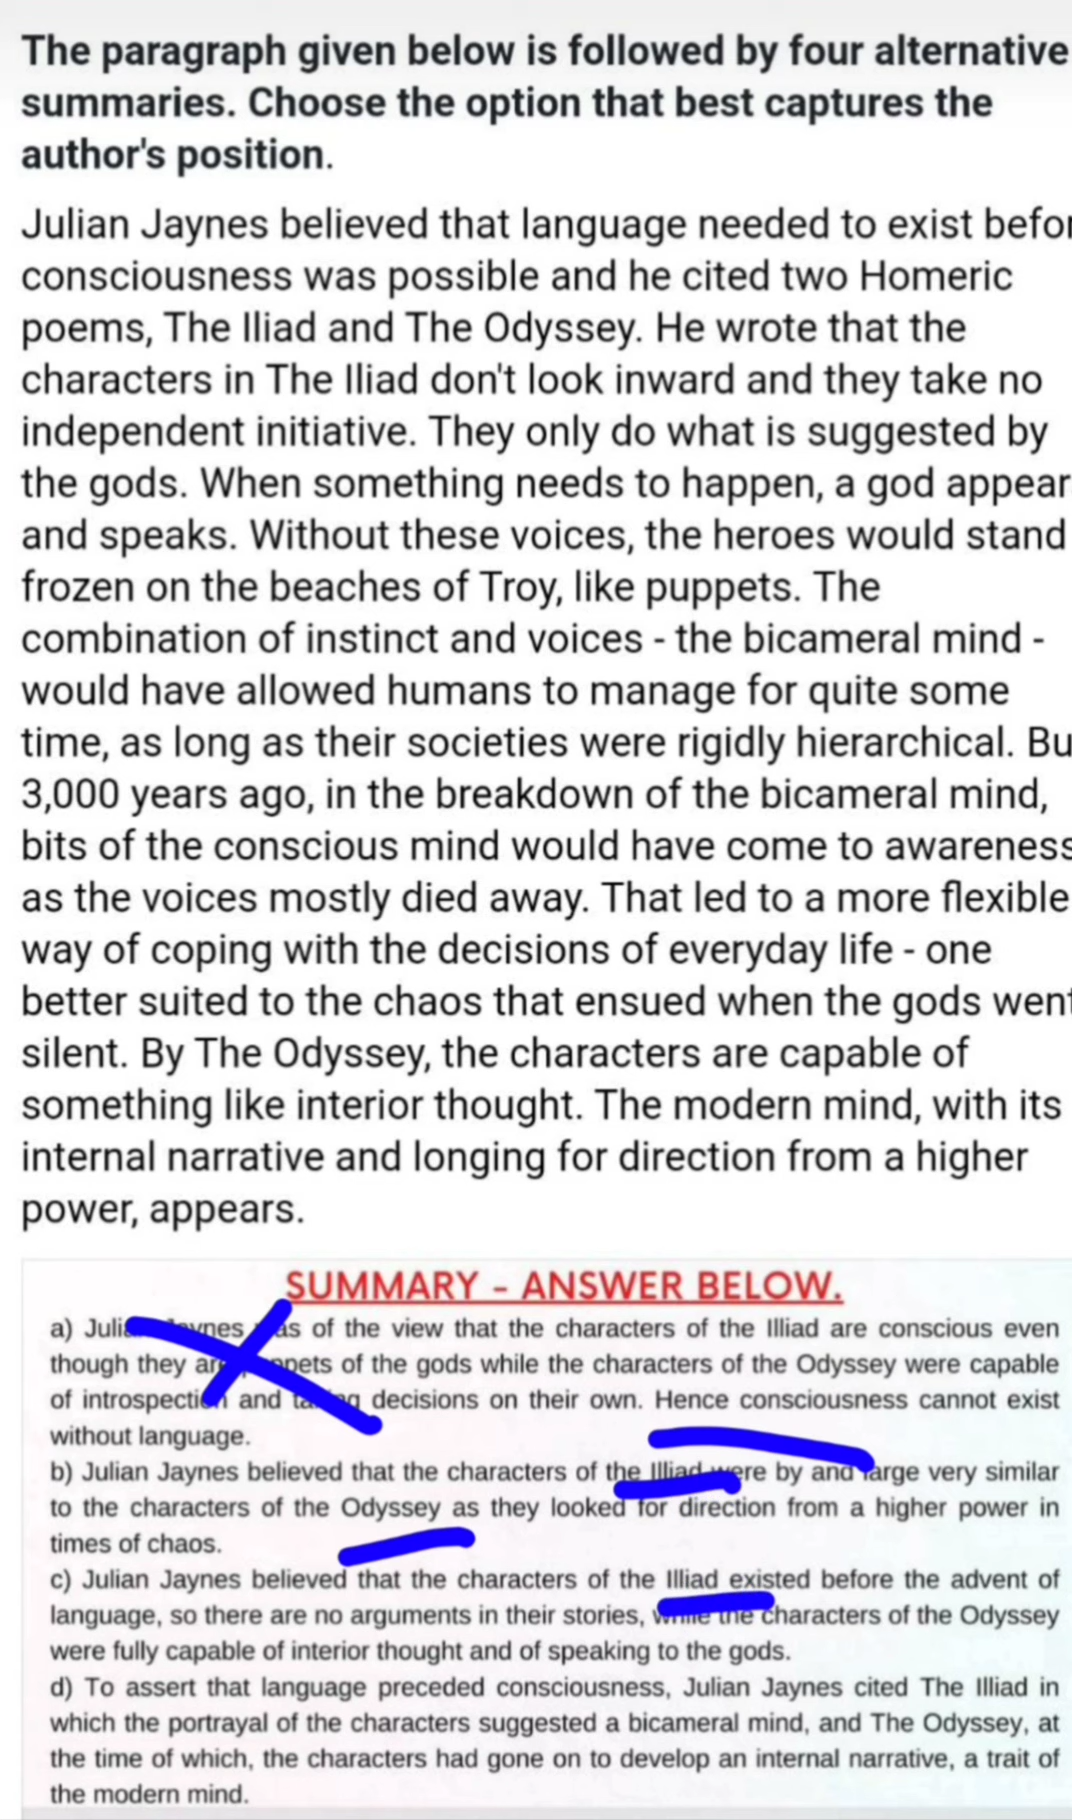 The paragraph given below is followed by four alternative
summaries. Choose the option that best captures the
author's position.
Julian Jaynes believed that language needed to exist befor
consciousness was possible and he cited two Homeric
poems, The Iliad and The Odyssey. He wrote that the
characters in The Iliad don't look inward and they take no
independent initiative. They only do what is suggested by
the gods. When something needs to happen, a god appear
and speaks. Without these voices, the heroes would stand
frozen on the beaches of Troy, like puppets. The
combination of instinct and voices - the bicameral mind -
would have allowed humans to manage for quite some
time, as long as their societies were rigidly hierarchical. Bu
3,000 years ago, in the breakdown of the bicameral mind,
bits of the conscious mind would have come to awareness
as the voices mostly died away. That led to a more flexible
way of coping with the decisions of everyday life - one
better suited to the chaos that ensued when the gods went
silent. By The Odyssey, the characters are capable of
something like interior thought. The modern mind, with its
internal narrative and longing for direction from a higher
power, appears.
SUMMARY - ANSWER BELOW.
a) Julian Jaynes was of the view that the characters of the Illiad are conscious even
though they are puppets of the gods while the characters of the Odyssey were capable
of introspection and taking decisions on their own. Hence consciousness cannot exist
without language.
b) Julian Jaynes believed that the characters of the Illiad were by and large very similar
to the characters of the Odyssey as they looked for direction from a higher power in
times of chaos.
c) Julian Jaynes believed that the characters of the Illiad existed before the advent of
language, so there are no arguments in their stories, while the characters of the Odyssey
were fully capable of interior thought and of speaking to the gods.
d) To assert that language preceded consciousness, Julian Jaynes cited The Illiad in
which the portrayal of the characters suggested a bicameral mind, and The Odyssey, at
the time of which, the characters had gone on to develop an internal narrative, a trait of
the modern mind.